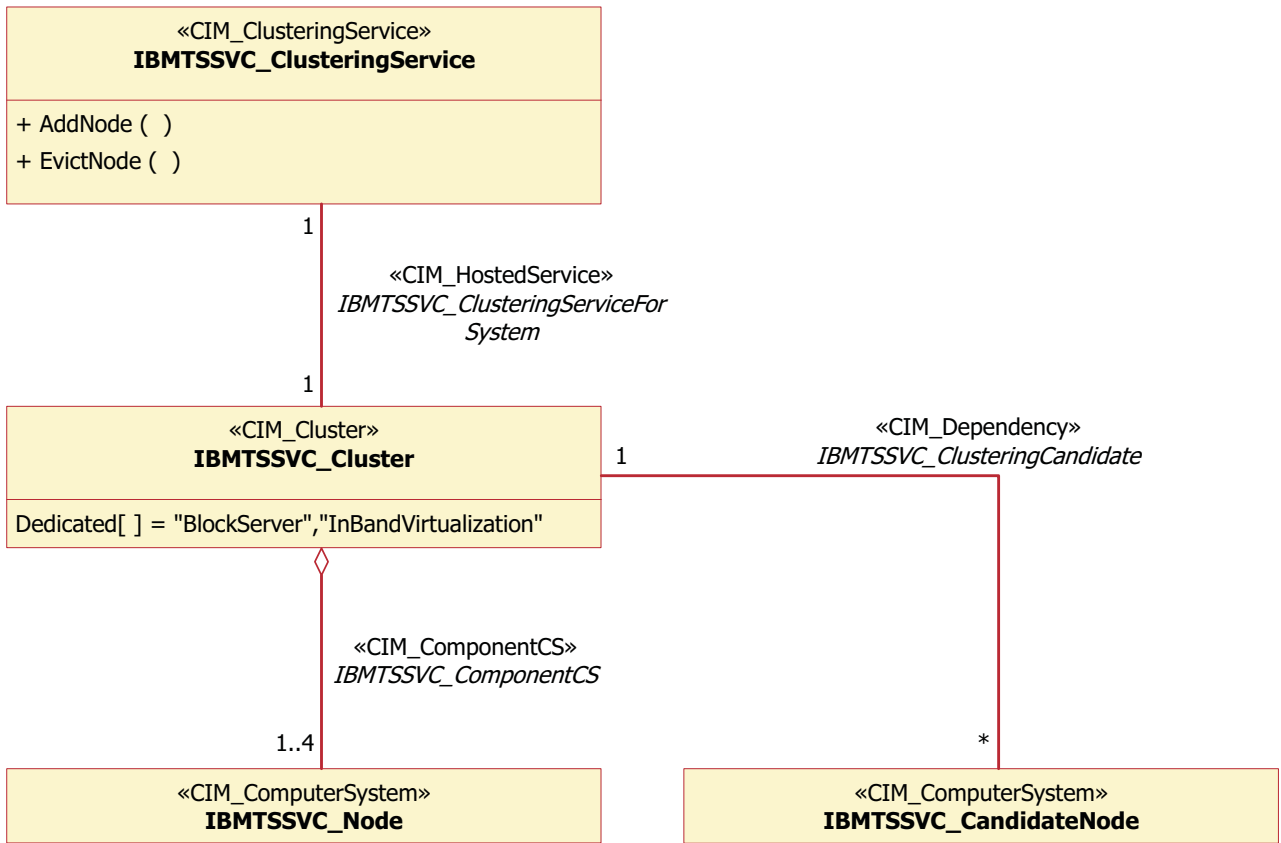 «CIM_ClusteringService»
IBMTSSVC_ClusteringService
+ AddNode (  )
+ EvictNode (  )
1
«CIM_HostedService»
IBMTSSVC_ClusteringServiceFor
System
1
«CIM_Cluster»
IBMTSSVC_Cluster
Dedicated[ ] = "BlockServer","InBandVirtualization"
1
«CIM_Dependency»
IBMTSSVC_ClusteringCandidate
«CIM_ComponentCS»
IBMTSSVC_ComponentCS
1..4
*
«CIM_ComputerSystem»
IBMTSSVC_Node
«CIM_ComputerSystem»
IBMTSSVC_CandidateNode